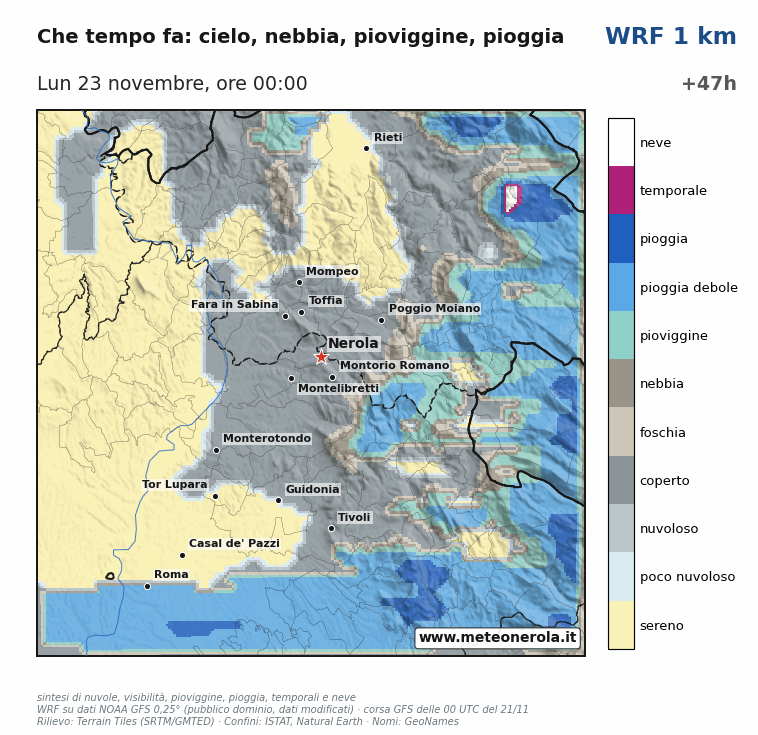 Che tempo fa: cielo, nebbia, pioviggine, pioggia
WRF 1 km
Lun 23 novembre, ore 00:00
+47h
Rieti
Mompeo
Fara in Sabina
Toffia
Poggio Moiano
Nerola
Montorio Romano
Montelibretti
Monterotondo
Tor Lupara
Guidonia
Tivoli
Casal de' Pazzi
Roma
www.meteonerola.it
neve
temporale
pioggia
pioggia debole
pioviggine
nebbia
foschia
coperto
nuvoloso
poco nuvoloso
sereno
sintesi di nuvole, visibilità, pioviggine, pioggia, temporali e neve
WRF su dati NOAA GFS 0,25° (pubblico dominio, dati modificati) · corsa GFS delle 00 UTC del 21/11
Rilievo: Terrain Tiles (SRTM/GMTED) · Confini: ISTAT, Natural Earth · Nomi: GeoNames